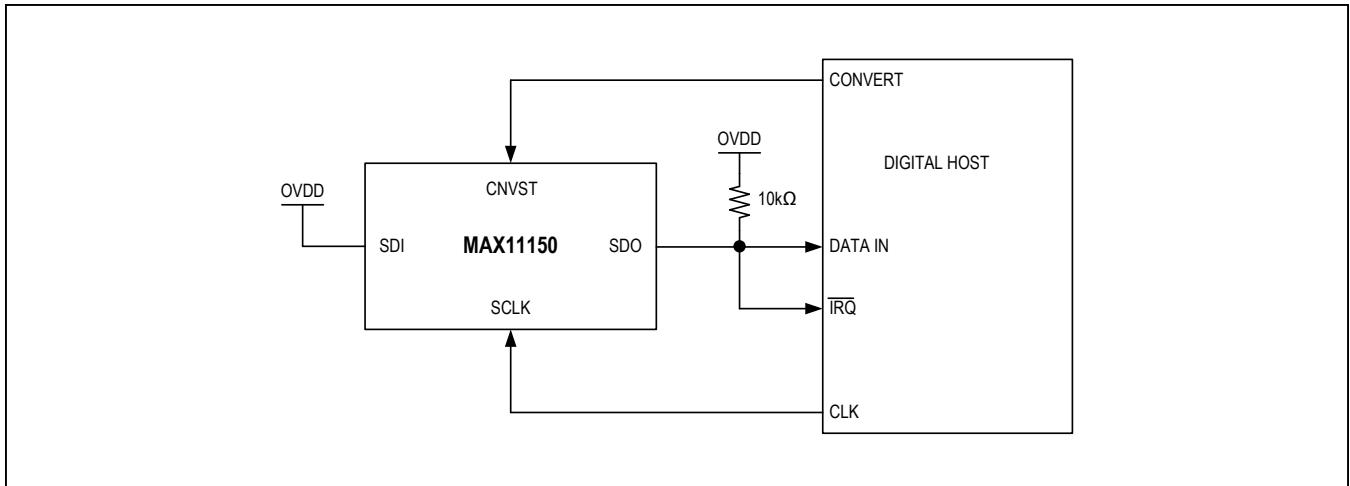 CONVERT
OVDD
DIGITAL HOST
OVDD
CNVST
10kΩ
SDI
MAX11150
SDO
DATA IN
SCLK
IRQ
CLK